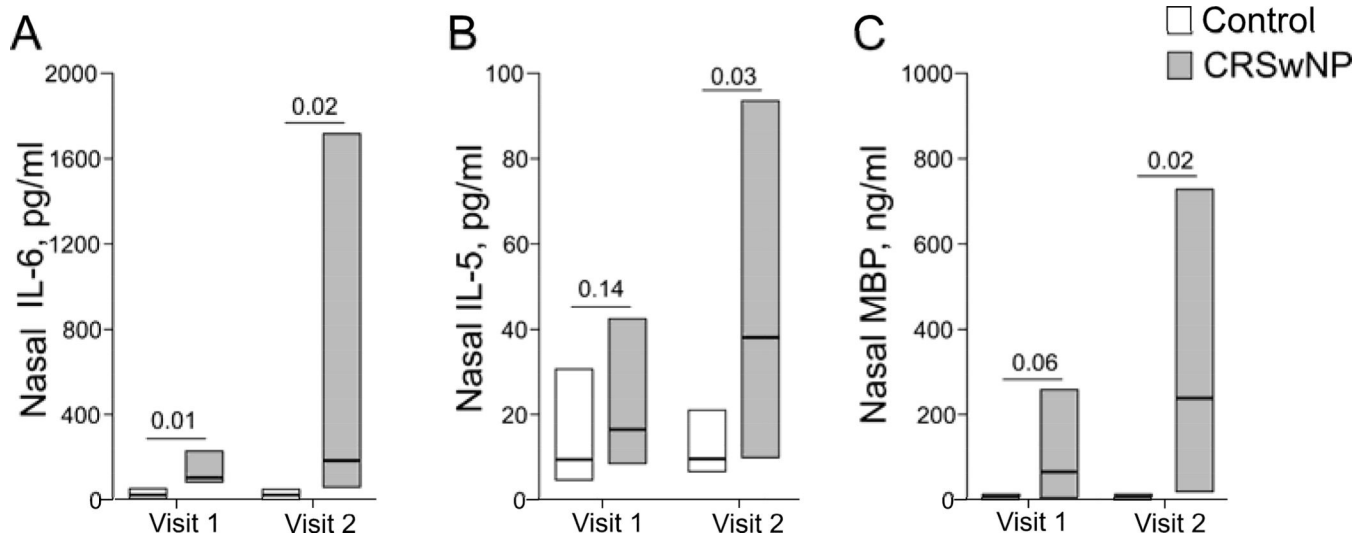 A
Nasal IL-6, pg/ml
2000
1600
1200
800
400
0
0.01
0.02
Visit 1
Visit 2
B
Nasal IL-5, pg/ml
100
80
60
40
20
0
0.14
0.03
Visit 1
Visit 2
C
Nasal MBP, ng/ml
1000
800
600
400
200
0
0.06
0.02
Visit 1
Visit 2
Control
CRSwNP